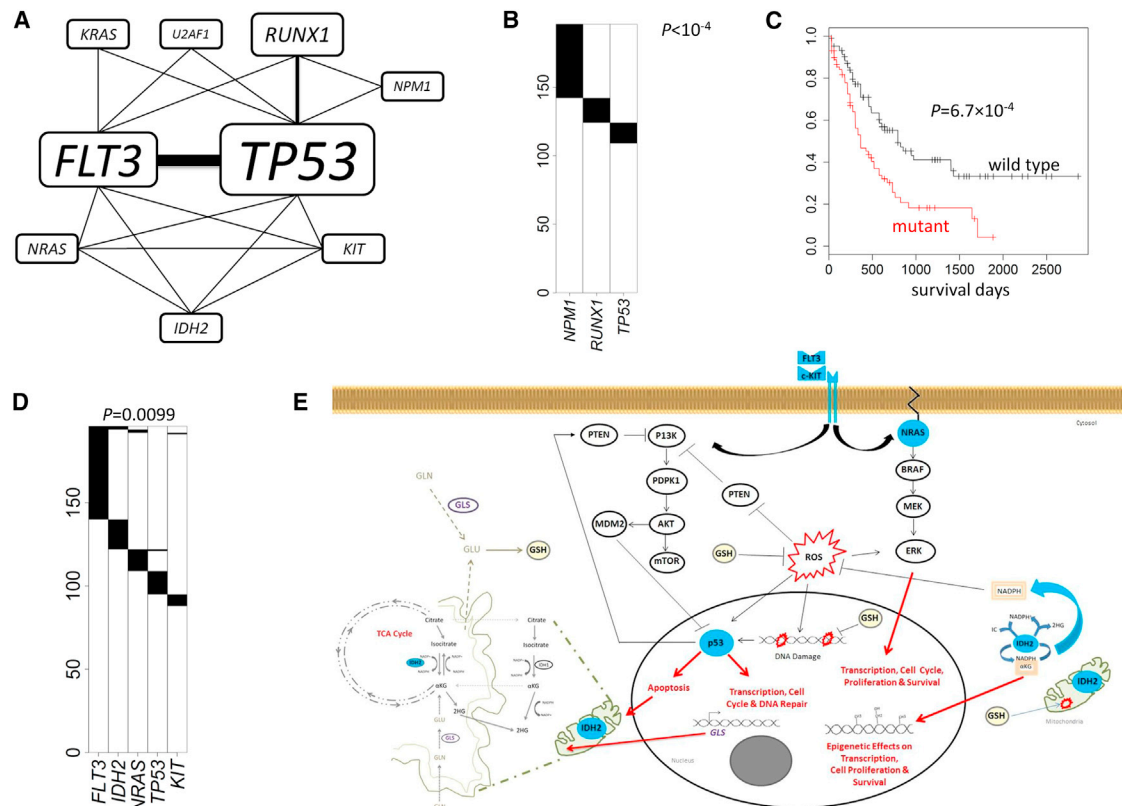 A
KRAS
U2AF1
RUNX1
NPM1
FLT3
TP53
NRAS
KIT
IDH2
B
P<10-4
0 50 100 150
NPM1
RUNX1
TP53
C
P=6.7×10-4
wild type
mutant
0.0 0.2 0.4 0.6 0.8 1.0
0 500 1000 1500 2000 2500
survival days
D
P=0.0099
0 50 100 150
FLT3
IDH2
NRAS
TP53
KIT
E
FLT3
c-KIT
Cytosol
PTEN
P13K
NRAS
GLN
PDPK1
PTEN
BRAF
GLS
MDM2
AKT
MEK
GLU
GSH
mTOR
GSH
ROS
ERK
NADPH
TCA Cycle
Citrate
Citrate
Isocitrate
Isocitrate
IDH2
IDH1
αKG
αKG
2HG
2HG
GLU
GLS
GLN
p53
GSH
DNA Damage
IC
2HG
IDH2
NADPH
αKG
IDH2
GSH
Mitochondria
Apoptosis
Transcription, Cell
Cycle & DNA Repair
Transcription, Cell Cycle,
Proliferation & Survival
IDH2
GLS
Nucleus
Epigenetic Effects on
Transcription,
Cell Proliferation &
Survival